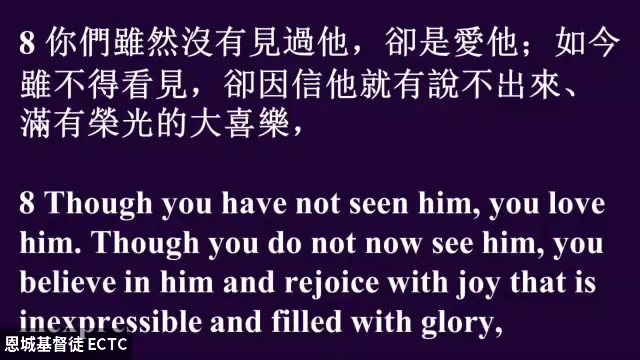 8 你們雖然沒有見過他，卻是愛他；如今
雖不得看見，卻因信他就有說不出來、
滿有榮光的大喜樂，
8 Though you have not seen him, you love
him. Though you do not now see him, you
believe in him and rejoice with joy that is
inexpressible and filled with glory,
恩城基督徒 ECTC